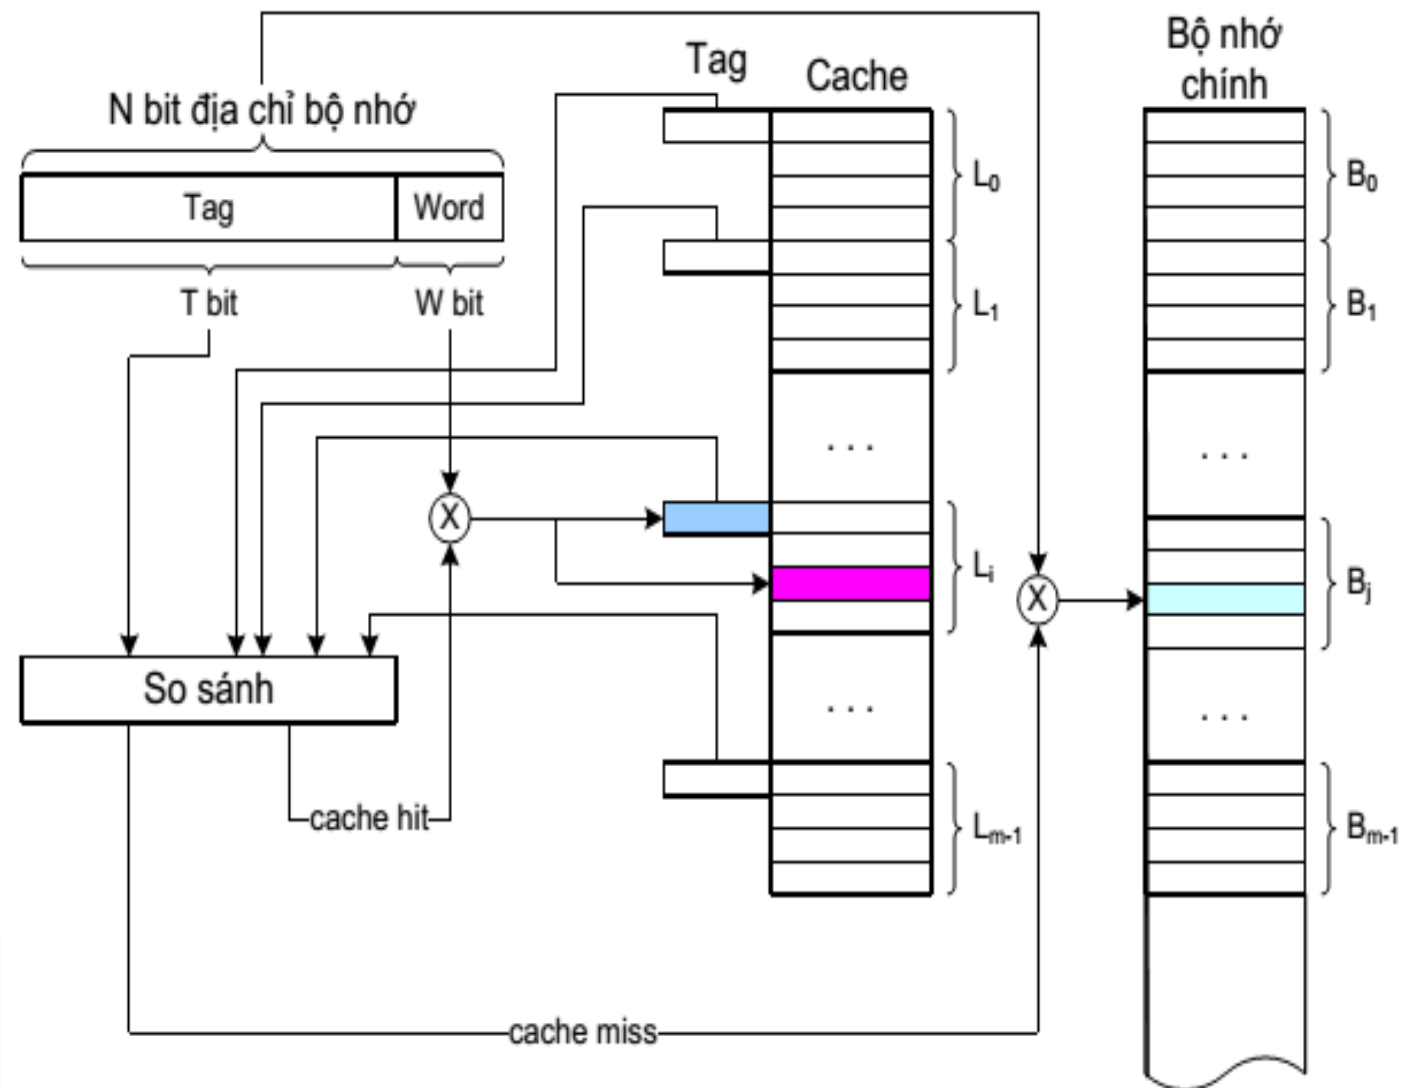 Bộ nhớ
chính
Tag
Cache
N bit địa chỉ bộ nhớ
Tag
Word
L0
B0
T bit
W bit
L1
B1
. . .
. . .
X
Li
X
Bj
So sánh
. . .
. . .
cache hit
Lm-1
Bm-1
cache miss